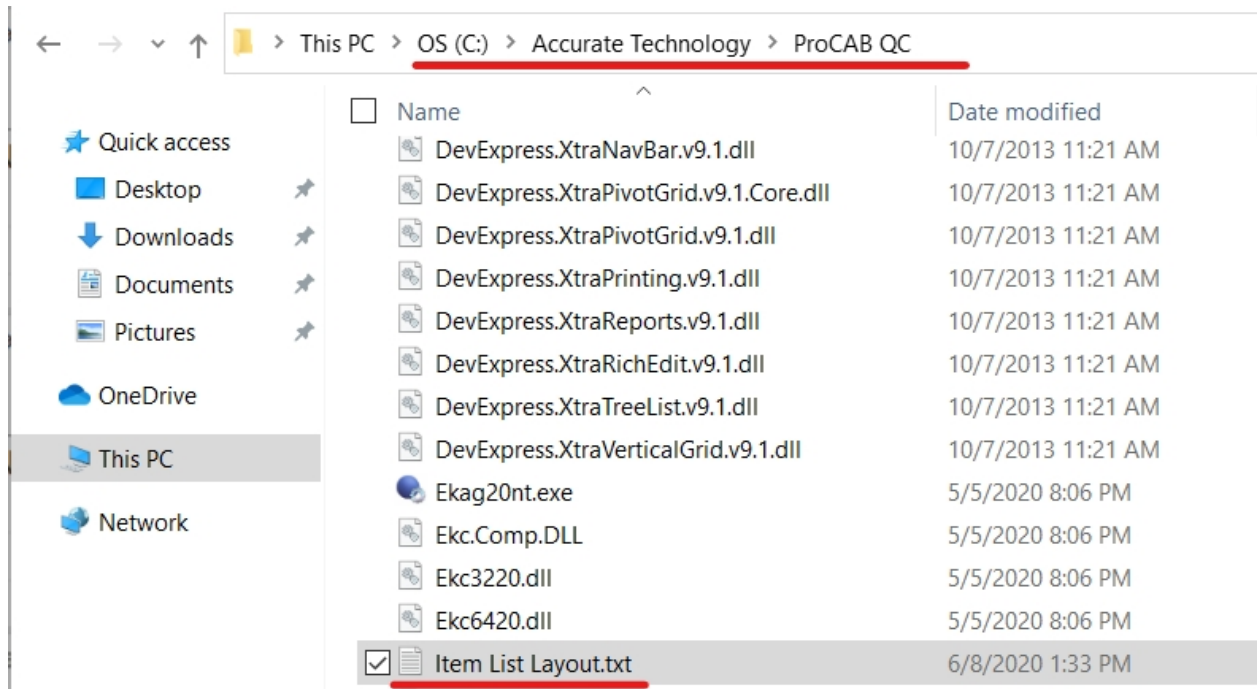 This PC > OS (C:) > Accurate Technology > ProCAB QC
Name Date modified
Quick access
Desktop
Downloads
Documents
Pictures
OneDrive
This PC
Network
DevExpress.XtraNavBar.v9.1.dll 10/7/2013 11:21 AM
DevExpress.XtraPivotGrid.v9.1.Core.dll 10/7/2013 11:21 AM
DevExpress.XtraPivotGrid.v9.1.dll 10/7/2013 11:21 AM
DevExpress.XtraPrinting.v9.1.dll 10/7/2013 11:21 AM
DevExpress.XtraReports.v9.1.dll 10/7/2013 11:21 AM
DevExpress.XtraRichEdit.v9.1.dll 10/7/2013 11:21 AM
DevExpress.XtraTreeList.v9.1.dll 10/7/2013 11:21 AM
DevExpress.XtraVerticalGrid.v9.1.dll 10/7/2013 11:21 AM
Ekag20nt.exe 5/5/2020 8:06 PM
Ekc.Comp.DLL 5/5/2020 8:06 PM
Ekc3220.dll 5/5/2020 8:06 PM
Ekc6420.dll 5/5/2020 8:06 PM
Item List Layout.txt 6/8/2020 1:33 PM